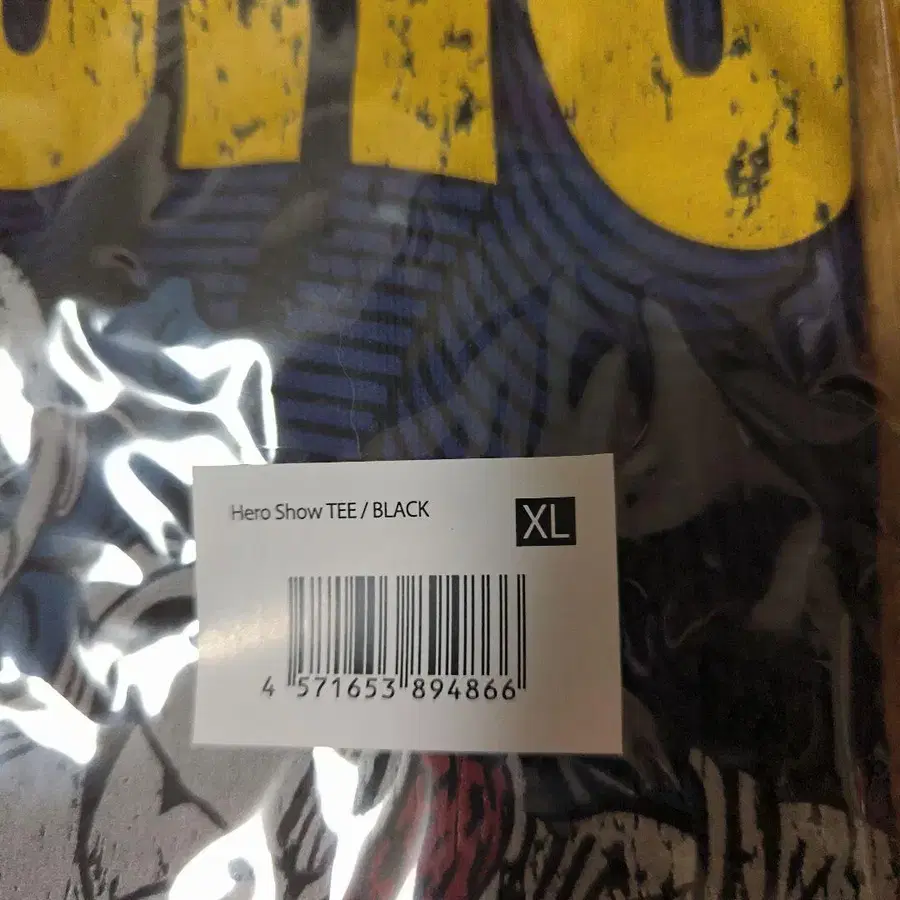 Hero Show TEE / BLACK
XL
4 571653 894866